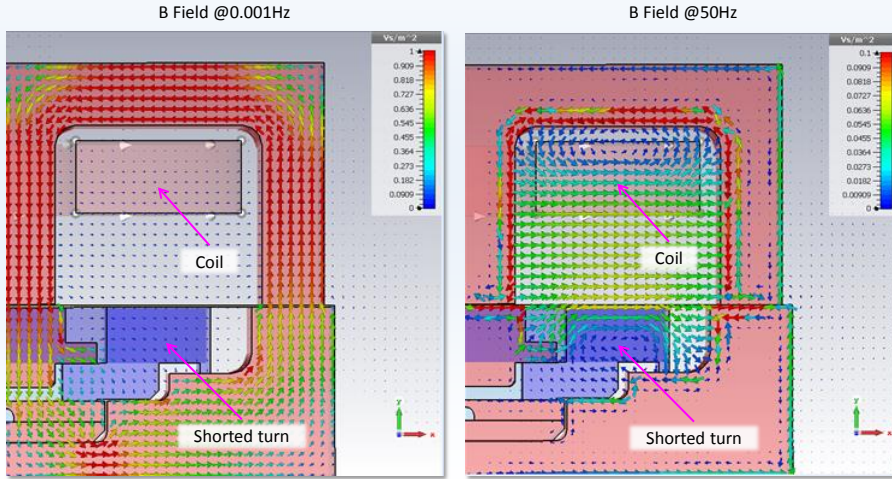 B Field @0.001Hz
B Field @50Hz
Vs/m^2
1
0.909
0.818
0.727
0.636
0.545
0.455
0.364
0.273
0.182
0.0909
0
Coil
Shorted turn
y
x
Vs/m^2
0.1
0.0909
0.0818
0.0727
0.0636
0.0545
0.0455
0.0364
0.0273
0.0182
0.00909
0
Coil
Shorted turn
y
x